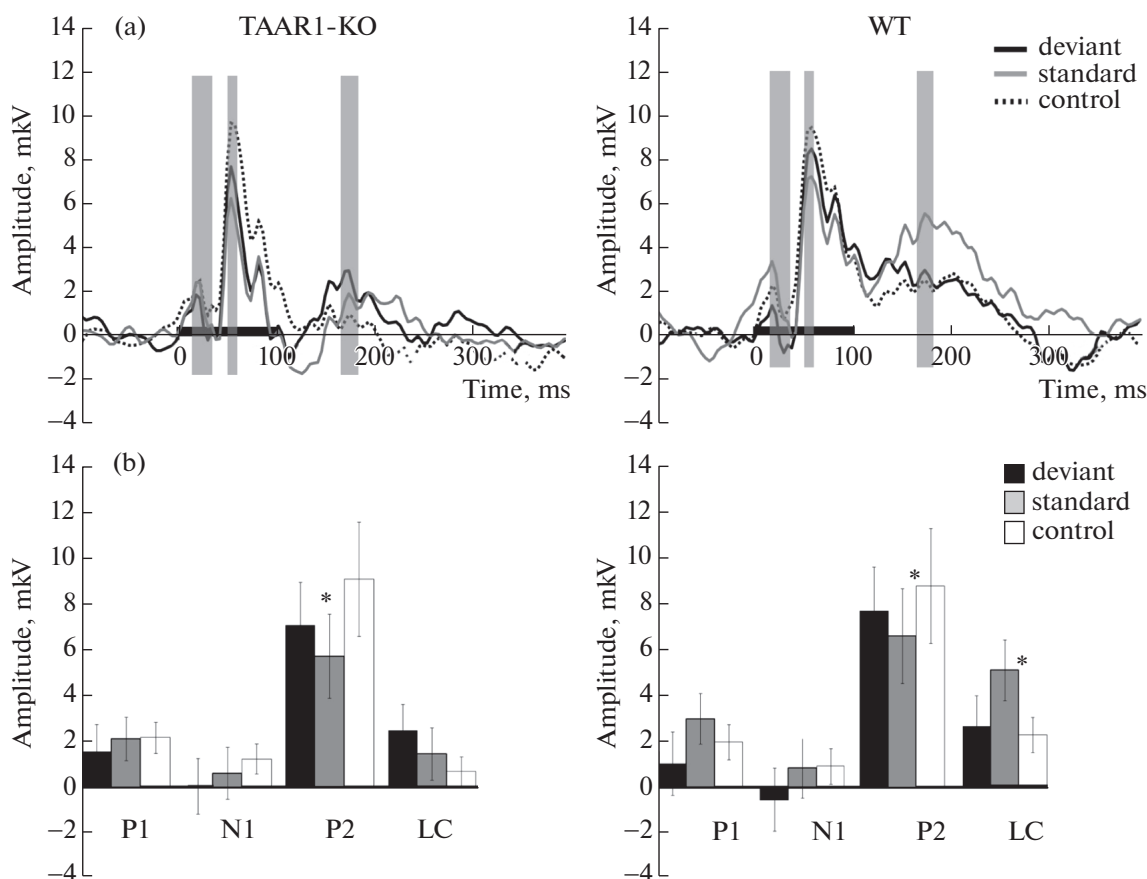 (a)
TAAR1-KO
14
12
10
8
6
4
2
0
−2
−4
Amplitude, mkV
0
100
200
300
Time, ms
WT
deviant
standard
control
14
12
10
8
6
4
2
0
−2
−4
Amplitude, mkV
0
100
200
300
Time, ms
(b)
14
12
10
8
6
4
2
0
−2
−4
Amplitude, mkV
*
P1
N1
P2
LC
deviant
standard
control
14
12
10
8
6
4
2
0
−2
−4
Amplitude, mkV
*
*
P1
N1
P2
LC